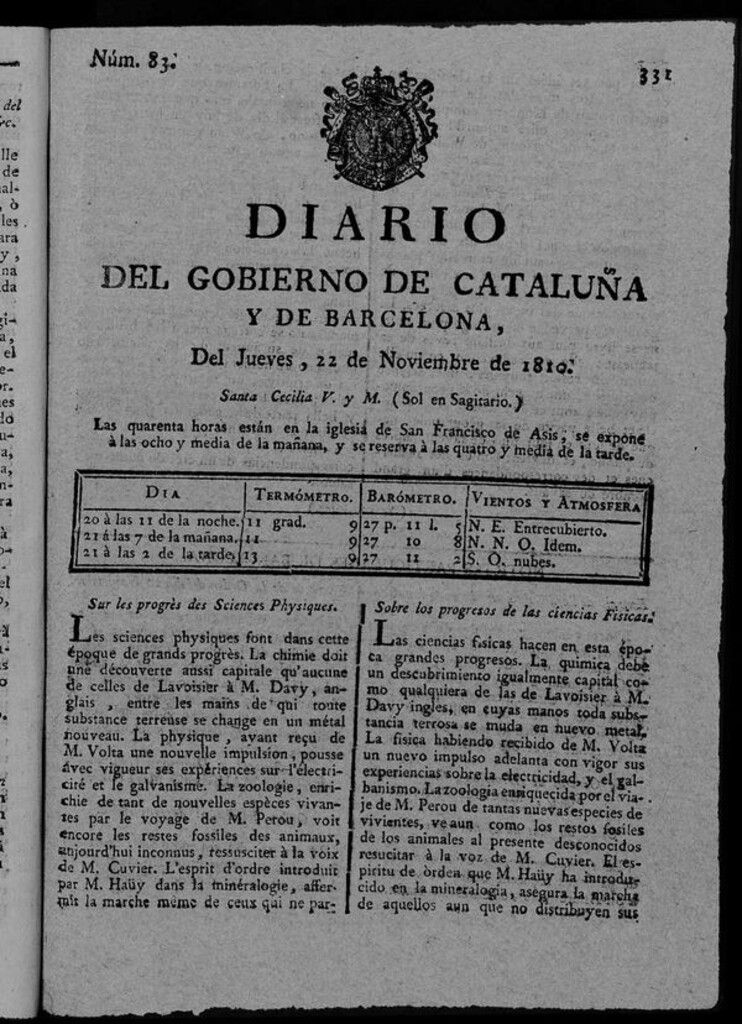 Núm. 83.
331
DIARIO
DEL GOBIERNO DE CATALUÑA
Y DE BARCELONA,
Del Jueves, 22 de Noviembre de 1810.
Santa Cecilia V. y M. (Sol en Sagitario.)
Las quarenta horas están en la iglesia de San Francisco de Asis, se expone
à las ocho y media de la mañana, y se reserva à las quatro y media de la tarde.
DIA TERMÓMETRO. BARÓMETRO. VIENTOS Y ATMOSFERA
20 à las 11 de la noche. 11 grad. 9 27 p. 11 l. 5 N. E. Entrecubierto.
21 á las 7 de la mañana. 11 9 27 10 8 N. N. O. Idem.
21 à las 2 de la tarde. 13 9 27 11 2 S. O. nubes.
Sur les progrès des Sciences Physiques.
Les sciences physiques font dans cette
époque de grands progrès. La chimie doit
une découverte aussi capitale qu'aucune
de celles de Lavoisier à M. Davy, an-
glais, entre les mains de qui toute
substance terreuse se change en un métal
nouveau. La physique, ayant reçu de
M. Volta une nouvelle impulsion, pousse
avec vigueur ses expériences sur l'électri-
cité et le galvanisme. La zoologie, enri-
chie de tant de nouvelles espèces vivan-
tes par le voyage de M. Perou, voit
encore les restes fossiles des animaux,
aujourd'hui inconnus, ressusciter à la voix
de M. Cuvier. L'esprit d'ordre introduit
par M. Haüy dans la minéralogie, affer-
mit la marche même de ceux qui ne par-
Sobre los progresos de las ciencias Fisicas.
Las ciencias fisicas hacen en esta épo-
ca grandes progresos. La quimica debe
un descubrimiento igualmente capital co-
mo qualquiera de las de Lavoisier à M.
Davy ingles, en cuyas manos toda subs-
tancia terrosa se muda en nuevo metal.
La fisica habiendo recibido de M. Volta
un nuevo impulso adelanta con vigor sus
experiencias sobre la electricidad, y el gal-
banismo. La zoologia enriquecida por el via-
je de M. Perou de tantas nuevas especies de
vivientes, ve aun como los restos fosiles
de los animales al presente desconocidos
resucitar à la voz de M. Cuvier. El es-
piritu de órden que M. Haüy ha introdu-
cido en la mineralogia, asegura la marcha
de aquellos aun que no distribuyen sus